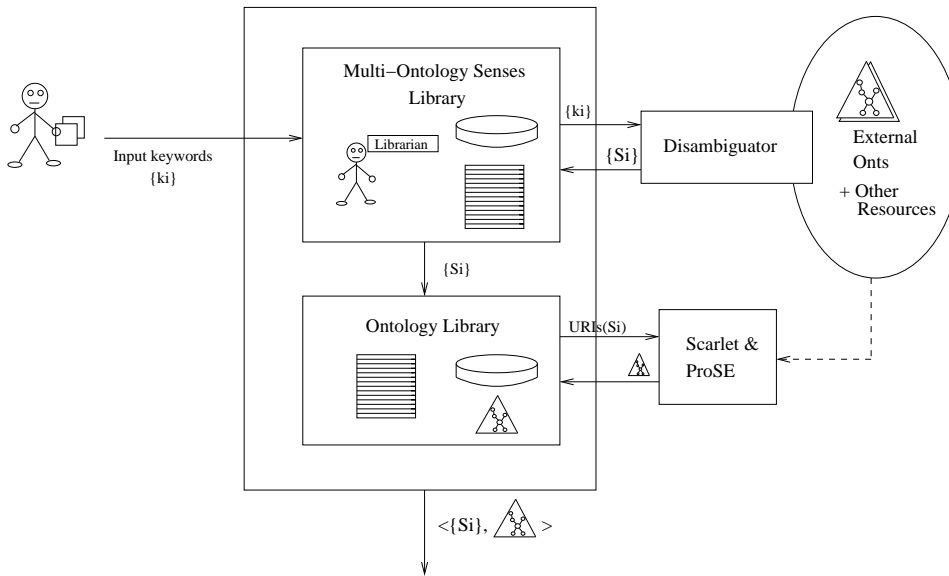 Multi−Ontology Senses
Library
Librarian
Input keywords
{ki}
{ki}
{Si}
Disambiguator
External
Onts
+ Other
Resources
{Si}
Ontology Library
URIs(Si)
Scarlet &
ProSE
<{Si}, >